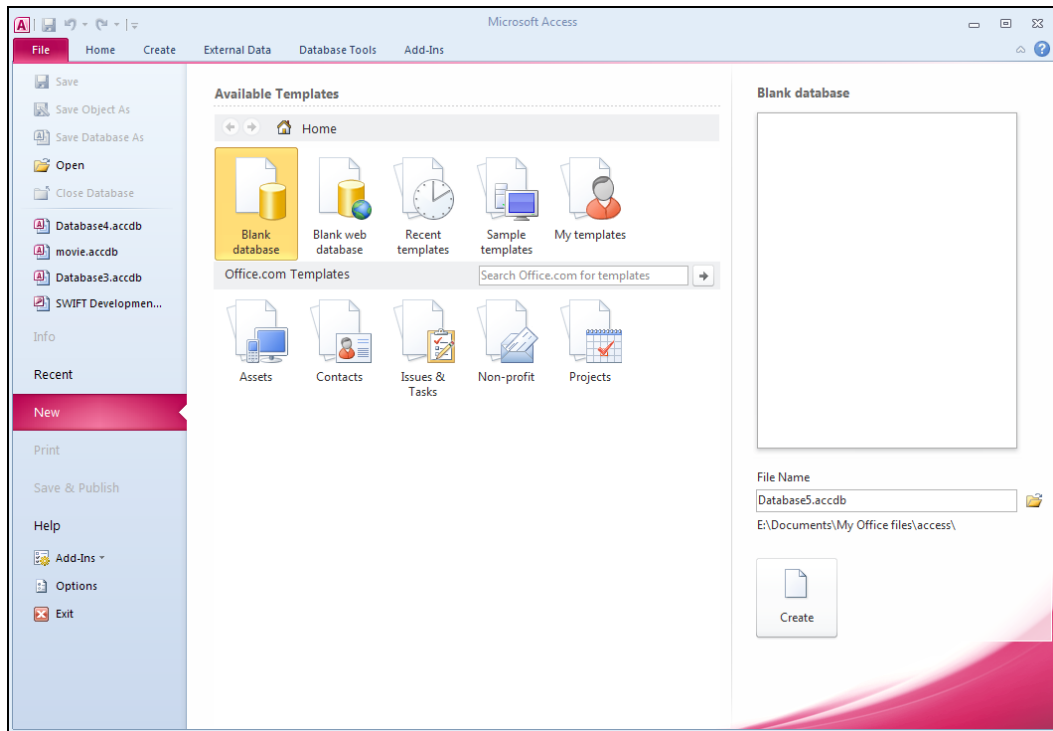 Microsoft Access
File Home Create External Data Database Tools Add-Ins
Save
Save Object As
Save Database As
Open
Close Database
Database4.accdb
movie.accdb
Database3.accdb
SWIFT Developmen...
Info
Recent
New
Print
Save & Publish
Help
Add-Ins
Options
Exit
Available Templates
Home
Blank
database
Blank web
database
Recent
templates
Sample
templates
My templates
Office.com Templates
Search Office.com for templates
Assets
Contacts
Issues &
Tasks
Non-profit
Projects
Blank database
File Name
Database5.accdb
E:\Documents\My Office files\access\
Create